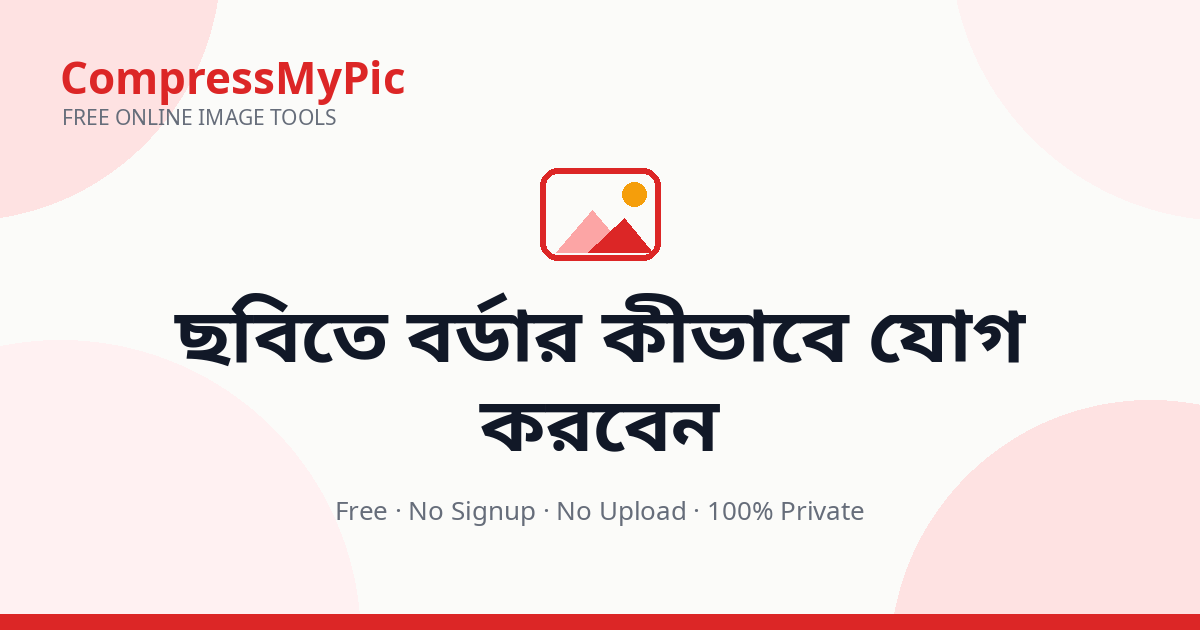 CompressMyPic
FREE ONLINE IMAGE TOOLS
ছবিতে বর্ডার কীভাবে যোগ
করবেন
Free · No Signup · No Upload · 100% Private